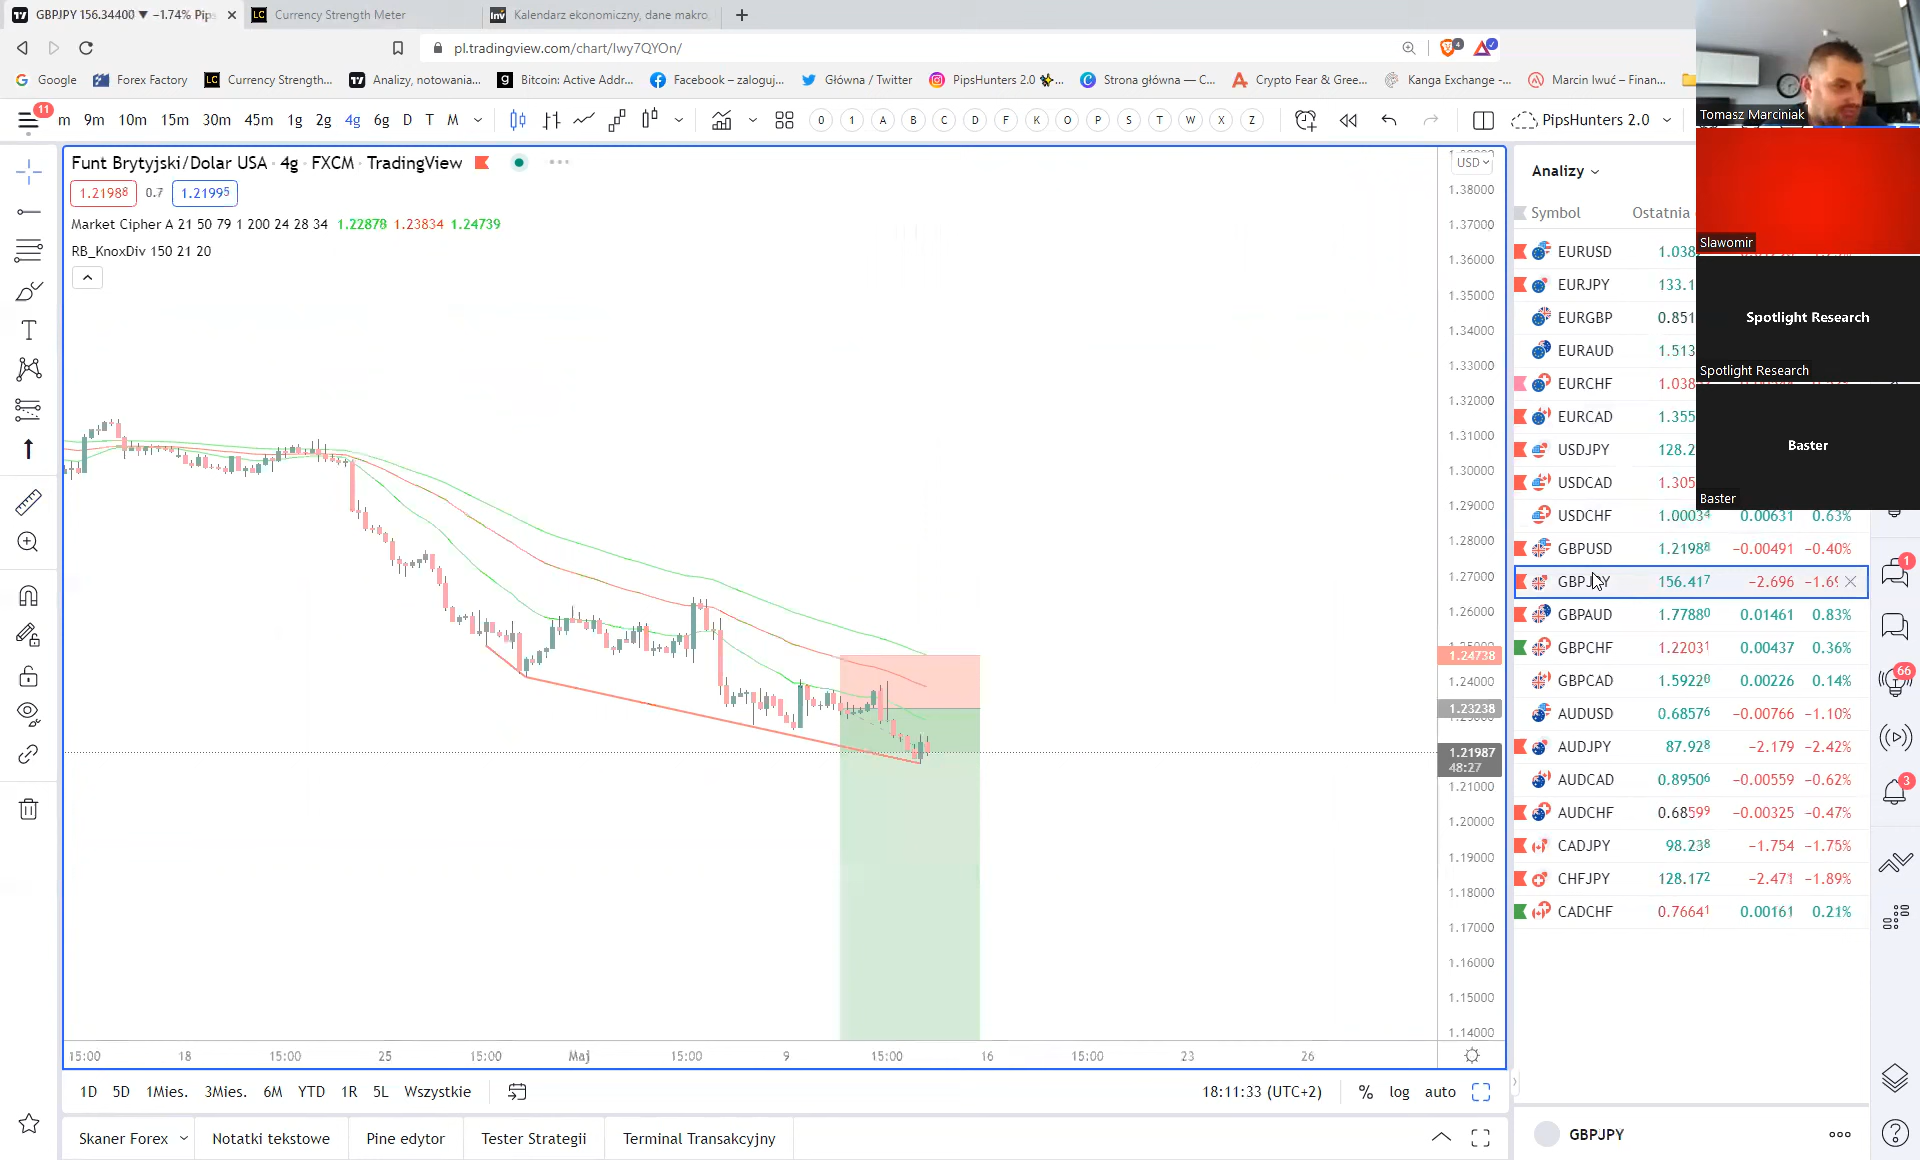 GBPJPY 156.34400 ▼ −1.74% Pips
Currency Strength Meter
Kalendarz ekonomiczny, dane makro
pl.tradingview.com/chart/Iwy7QYOn/
4
Google
Forex Factory
Currency Strength...
Analizy, notowania...
Bitcoin: Active Addr...
Facebook – zaloguj...
Główna / Twitter
PipsHunters 2.0
Strona główna — C...
Crypto Fear & Gree...
Kanga Exchange -...
Marcin Iwuć – Finan...
11
m 9m 10m 15m 30m 45m 1g 2g 4g 6g D T M
0 1 A B C D F K O P S T W X Z
PipsHunters 2.0
Funt Brytyjski/Dolar USA · 4g · FXCM · TradingView
1.21988 0.7 1.21995
Market Cipher A 21 50 79 1 200 24 28 34 1.22878 1.23834 1.24739
RB_KnoxDiv 150 21 20
USD
1.38000
1.37000
1.36000
1.35000
1.34000
1.33000
1.32000
1.31000
1.30000
1.29000
1.28000
1.27000
1.26000
1.24738
1.24000
1.23238
1.21987
48:27
1.21000
1.20000
1.19000
1.18000
1.17000
1.16000
1.15000
1.14000
15:00 18 15:00 25 15:00 Maj 15:00 9 15:00 16 15:00 23 26
1D 5D 1Mies. 3Mies. 6M YTD 1R 5L Wszystkie
18:11:33 (UTC+2) % log auto
Skaner Forex Notatki tekstowe Pine edytor Tester Strategii Terminal Transakcyjny
Analizy
Symbol Ostatnia
EURUSD 1.038
EURJPY 133.1
EURGBP 0.851
EURAUD 1.513
EURCHF 1.038
EURCAD 1.355
USDJPY 128.2
USDCAD 1.305
USDCHF 1.00034 0.00631 0.63%
GBPUSD 1.21988 −0.00491 −0.40%
GBPJPY 156.417 −2.696 −1.69
GBPAUD 1.77880 0.01461 0.83%
GBPCHF 1.22031 0.00437 0.36%
GBPCAD 1.59220 0.00226 0.14%
AUDUSD 0.68576 −0.00766 −1.10%
AUDJPY 87.928 −2.179 −2.42%
AUDCAD 0.89506 −0.00559 −0.62%
AUDCHF 0.68599 −0.00325 −0.47%
CADJPY 98.238 −1.754 −1.75%
CHFJPY 128.172 −2.471 −1.89%
CADCHF 0.76641 0.00161 0.21%
GBPJPY
1
66
3
Tomasz Marciniak
Slawomir
Spotlight Research
Spotlight Research
Baster
Baster